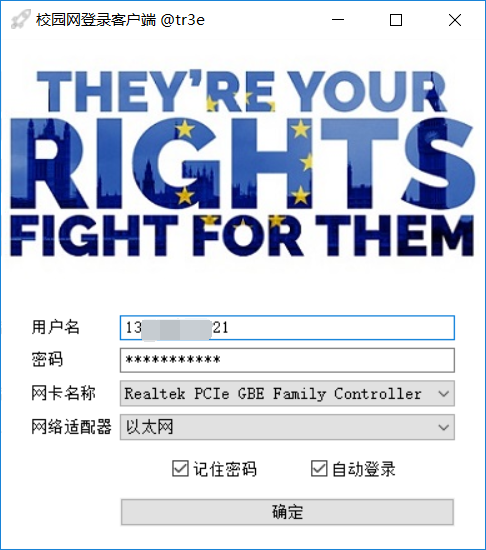 校园网登录客户端 @tr3e
THEY'RE YOUR
RIGHTS
FIGHT FOR THEM
用户名 13 21
密码 ***********
网卡名称 Realtek PCIe GBE Family Controller
网络适配器 以太网
记住密码 自动登录
确定